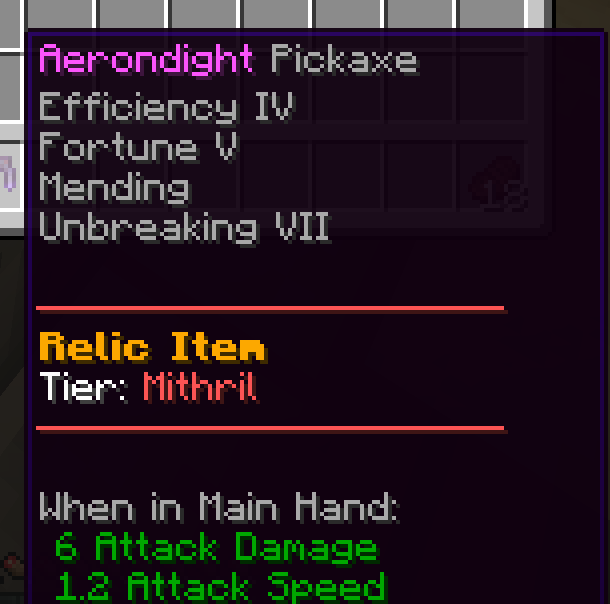 Aerondight Pickaxe
Efficiency IV
Fortune V
Mending
Unbreaking VII
Relic Item
Tier: Mithril
When in Main Hand:
6 Attack Damage
1.2 Attack Speed